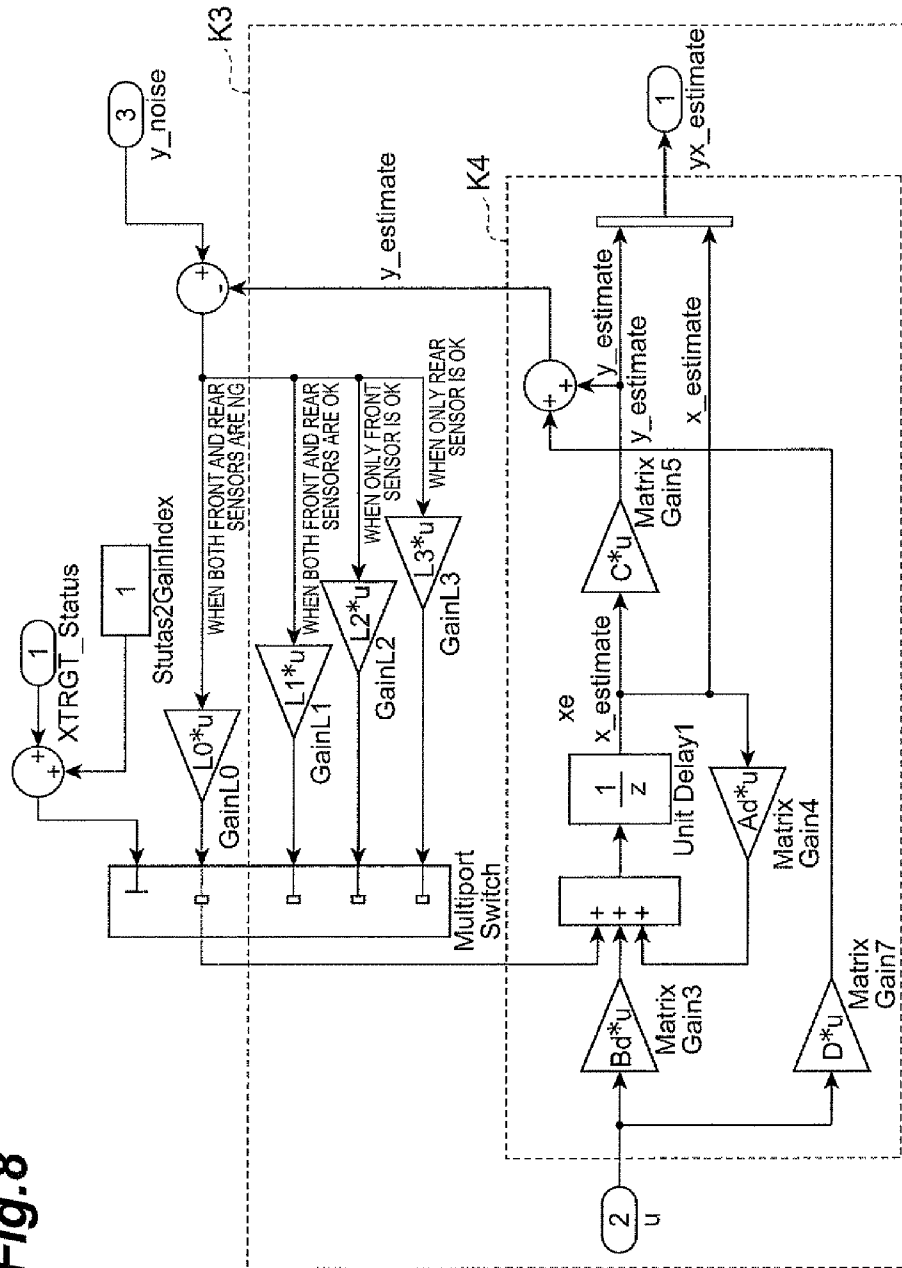 Fig.8
K3
3
y_noise
1
XTRGT_Status
1
Stutas2GainIndex
+
+
+
-
y_estimate
WHEN BOTH FRONT AND REAR
SENSORS ARE NG
L0*u
GainL0
WHEN BOTH FRONT AND REAR
SENSORS ARE OK
L1*u
GainL1
WHEN ONLY FRONT
SENSOR IS OK
L2*u
GainL2
WHEN ONLY REAR
SENSOR IS OK
L3*u
GainL3
Multiport
Switch
K4
1
yx_estimate
+
+
y_estimate
y_estimate
x_estimate
C*u
Matrix
Gain5
xe
x_estimate
1
z
Unit Delay1
Ad*u
Matrix
Gain4
+
+
+
Bd*u
Matrix
Gain3
D*u
Matrix
Gain7
2
u